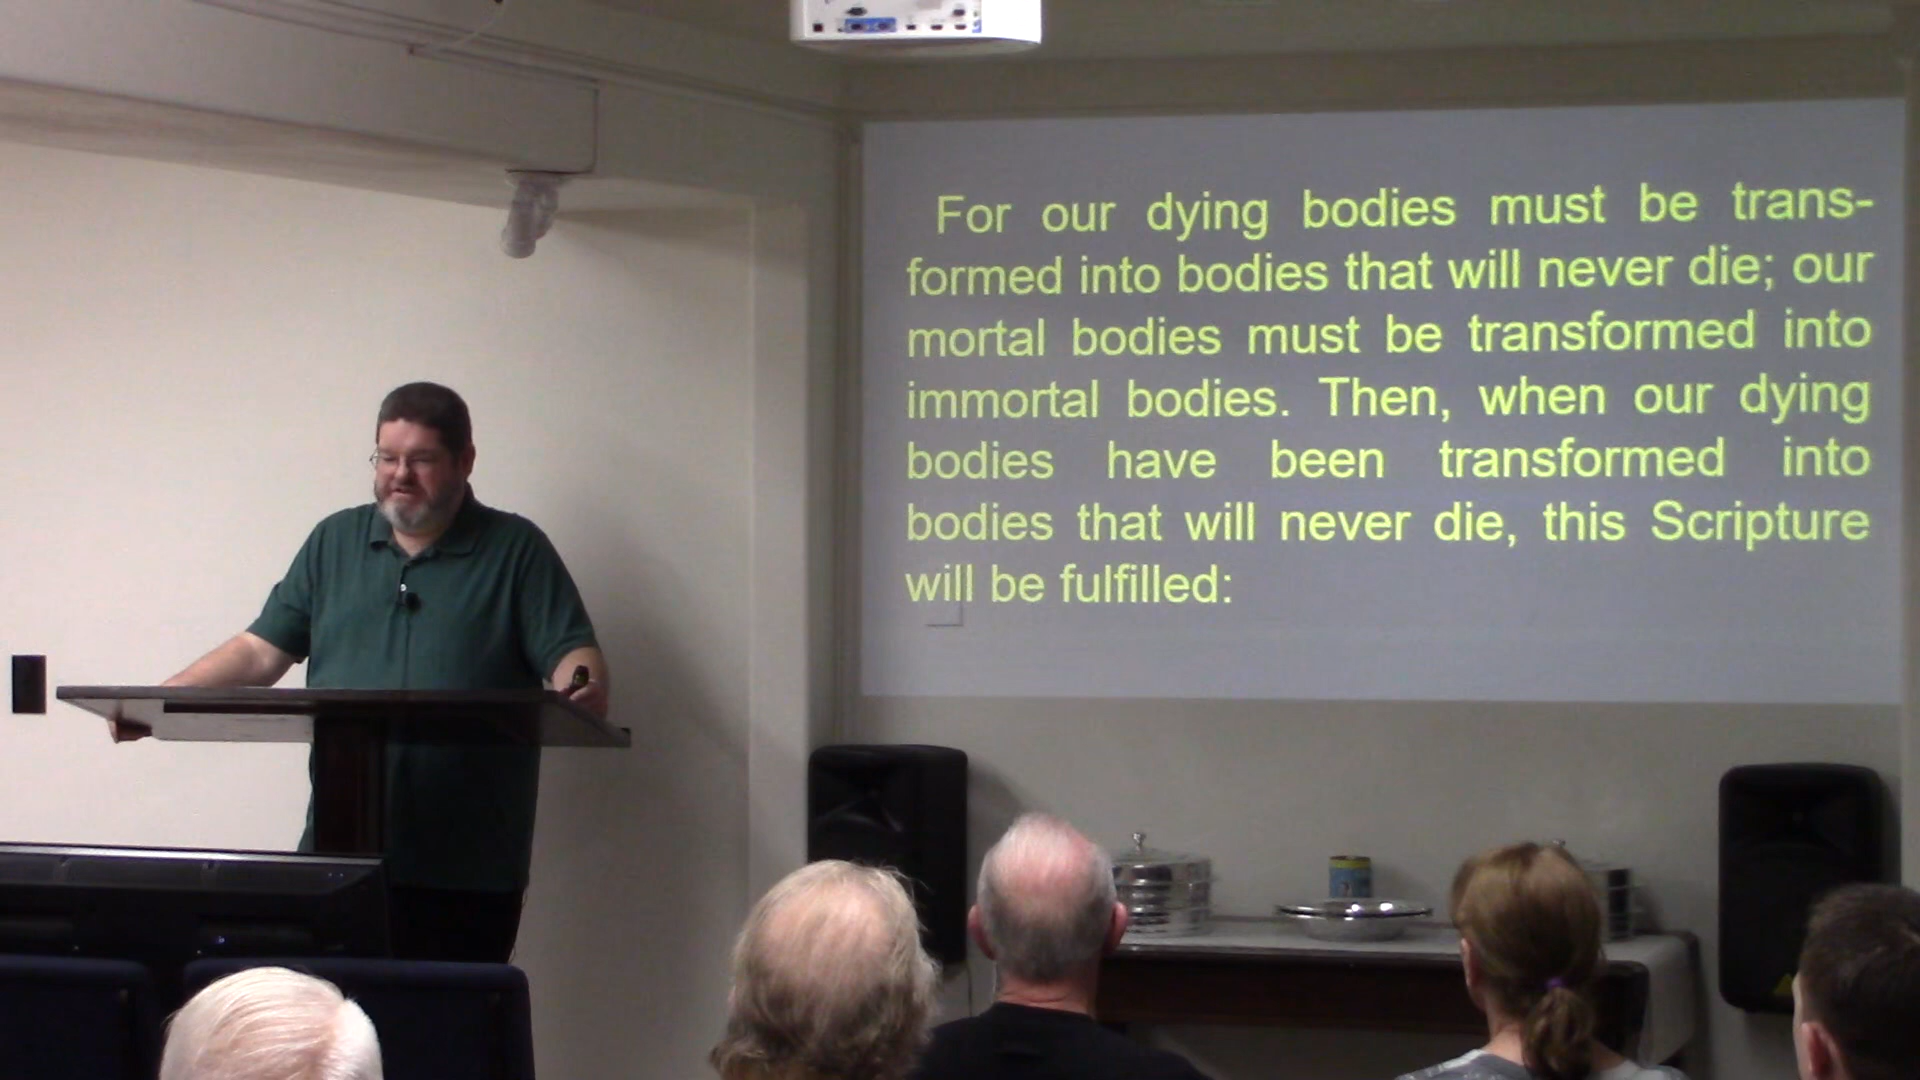 For our dying bodies must be trans-
formed into bodies that will never die; our
mortal bodies must be transformed into
immortal bodies. Then, when our dying
bodies have been transformed into
bodies that will never die, this Scripture
will be fulfilled: